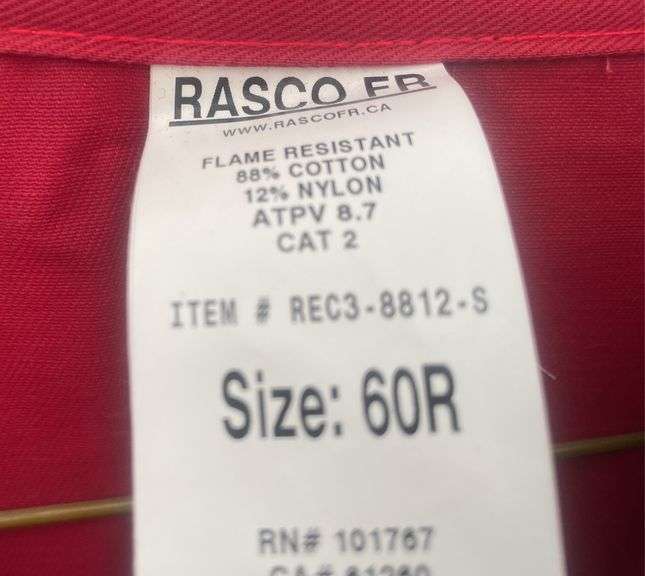 RASCO FR
WWW.RASCOFR.CA
FLAME RESISTANT
88% COTTON
12% NYLON
ATPV 8.7
CAT 2
ITEM # REC3-8812-S
Size: 60R
RN# 101767